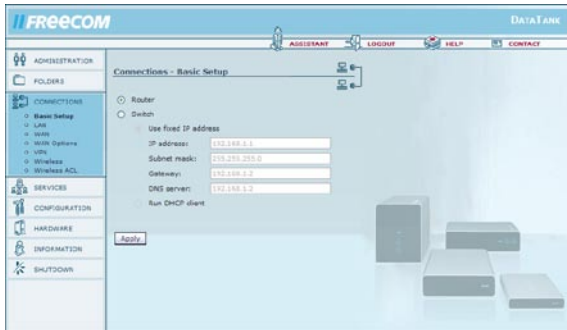 FREECOM
DATATANK
ASSISTANT
LOGOUT
HELP
CONTACT
ADMINISTRATION
FOLDERS
CONNECTIONS
Basic Setup
LAN
WAN
WAN Options
VPN
Wireless
Wireless ACL
SERVICES
CONFIGURATION
HARDWARE
INFORMATION
SHUTDOWN
Connections - Basic Setup
Router
Switch
Use fixed IP address
IP address: 192.168.1.1
Subnet mask: 255.255.255.0
Gateway: 192.168.1.2
DNS server: 192.168.1.2
Run DHCP client
Apply